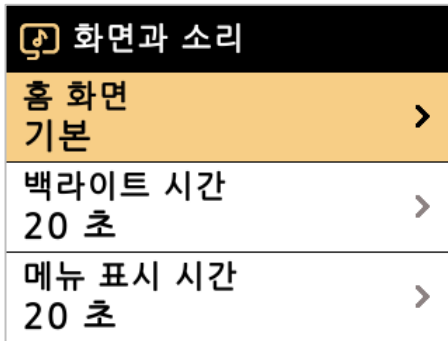 화면과 소리
홈 화면
기본
백라이트 시간
20 초
메뉴 표시 시간
20 초